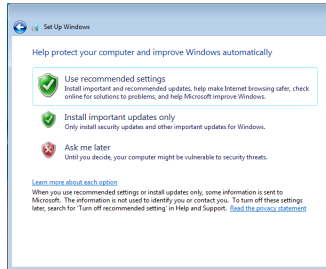 Set Up Windows
Help protect your computer and improve Windows automatically
Use recommended settings
Install important and recommended updates, help make Internet browsing safer, check
online for solutions to problems, and help Microsoft improve Windows.
Install important updates only
Only install security updates and other important updates for Windows.
Ask me later
Until you decide, your computer might be vulnerable to security threats.
Learn more about each option
When you use recommended settings or install updates only, some information is sent to
Microsoft. The information is not used to identify you or contact you. To turn off these settings
later, search for 'Turn off recommended setting' in Help and Support. Read the privacy statement